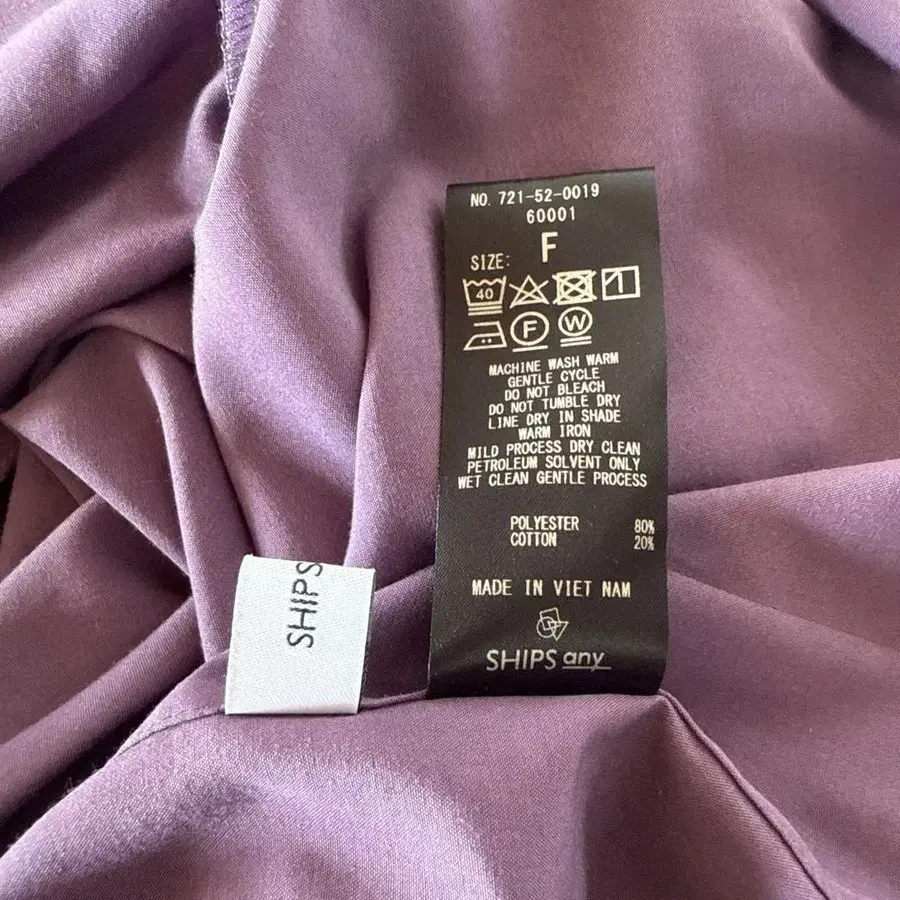 NO. 721-52-0019
60001
SIZE: F
40
F W
MACHINE WASH WARM
GENTLE CYCLE
DO NOT BLEACH
DO NOT TUMBLE DRY
LINE DRY IN SHADE
WARM IRON
MILD PROCESS DRY CLEAN
PETROLEUM SOLVENT ONLY
WET CLEAN GENTLE PROCESS
POLYESTER 80%
COTTON 20%
MADE IN VIET NAM
SHIPS any
SHIPS